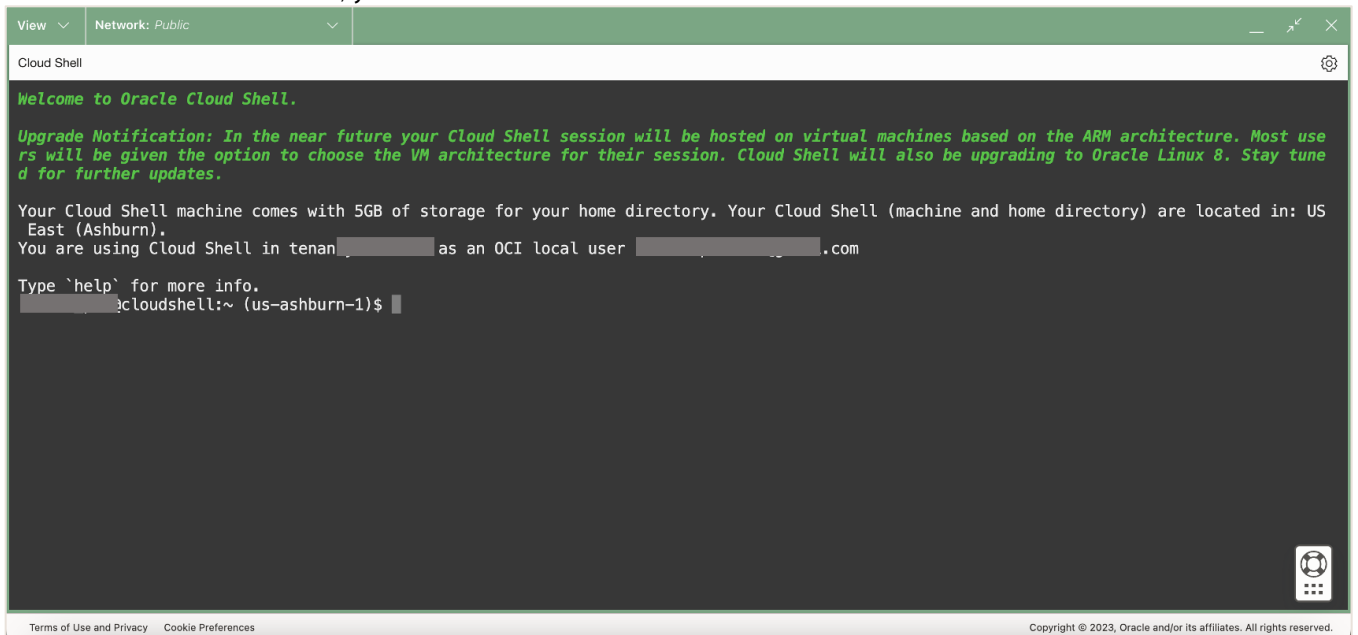 View Network: Public
Cloud Shell
Welcome to Oracle Cloud Shell.
Upgrade Notification: In the near future your Cloud Shell session will be hosted on virtual machines based on the ARM architecture. Most use
rs will be given the option to choose the VM architecture for their session. Cloud Shell will also be upgrading to Oracle Linux 8. Stay tune
d for further updates.
Your Cloud Shell machine comes with 5GB of storage for your home directory. Your Cloud Shell (machine and home directory) are located in: US
East (Ashburn).
You are using Cloud Shell in tenan as an OCI local user .com
Type `help` for more info.
@cloudshell:~ (us-ashburn-1)$
Terms of Use and Privacy Cookie Preferences Copyright © 2023, Oracle and/or its affiliates. All rights reserved.